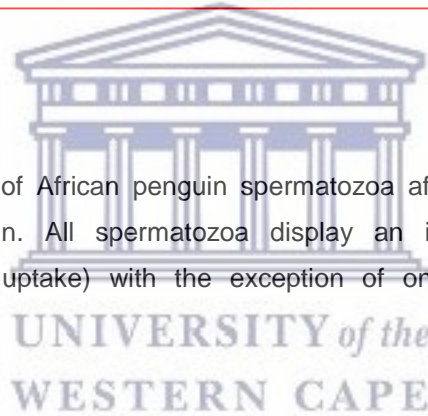 of African penguin spermatozoa af
n. All spermatozoa display an i
uptake) with the exception of on
UNIVERSITY of the
WESTERN CAPE